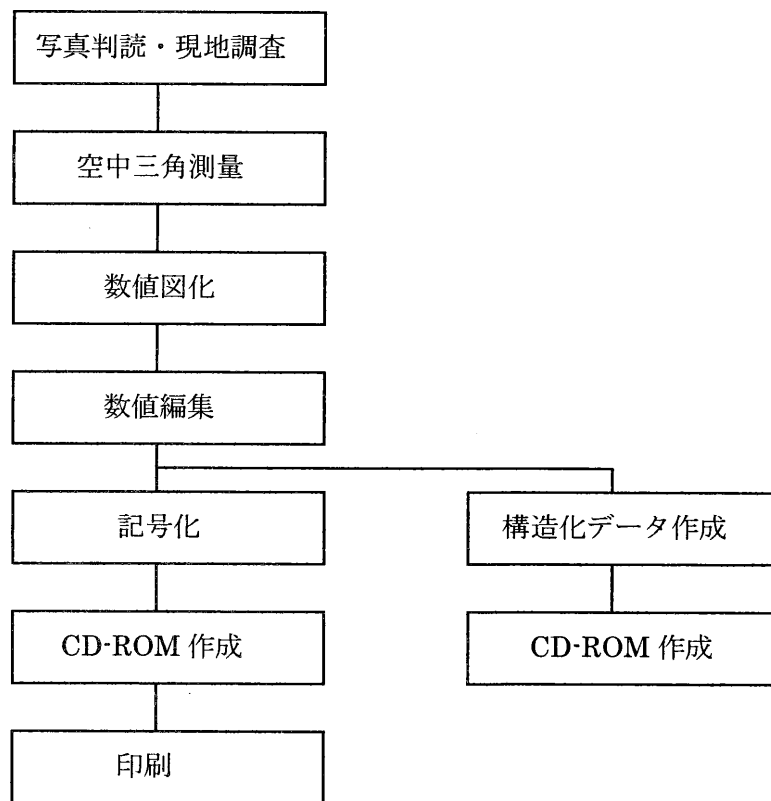 写真判読・現地調査
空中三角測量
数値図化
数値編集
記号化
構造化データ作成
CD-ROM 作成
CD-ROM 作成
印刷